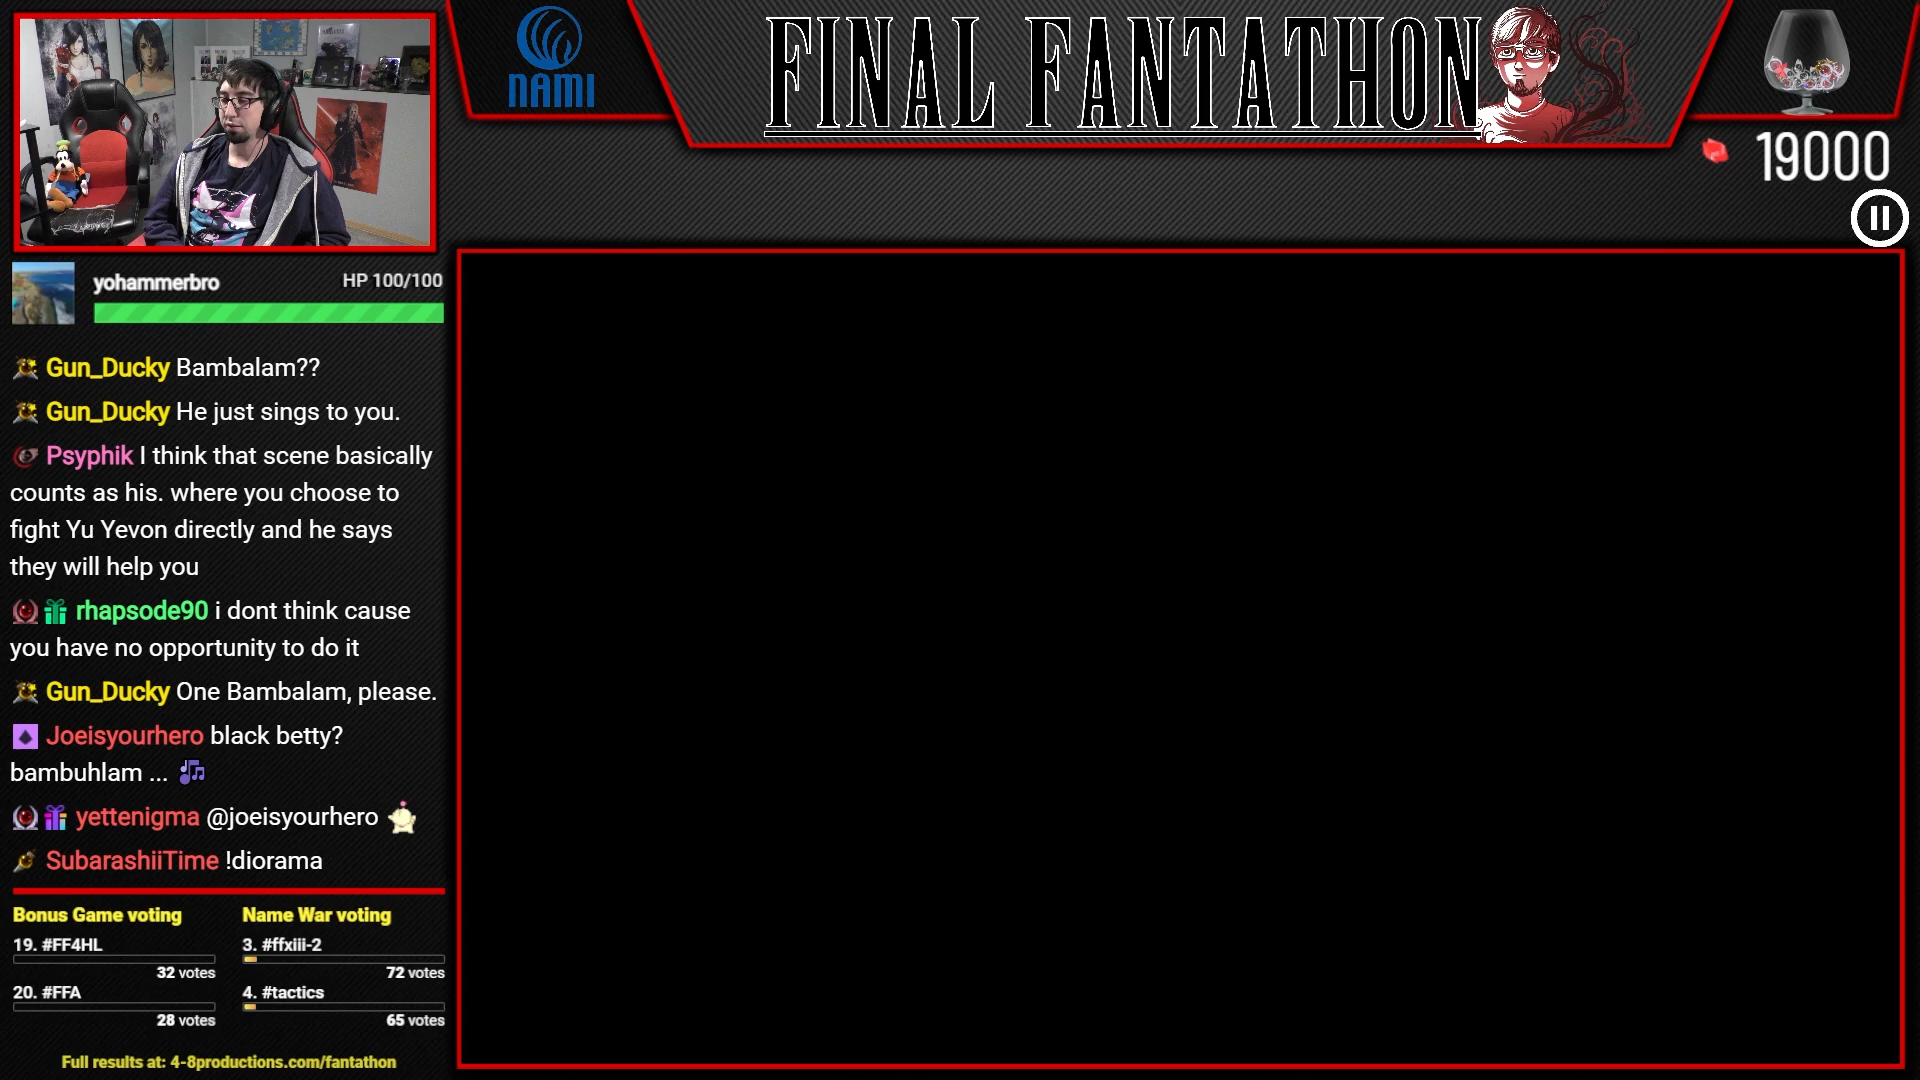 NAMI
FINAL FANTATHON
19000
yohammerbro
HP 100/100
Gun_Ducky Bambalam??
Gun_Ducky He just sings to you.
Psyphik I think that scene basically
counts as his. where you choose to
fight Yu Yevon directly and he says
they will help you
rhapsode90 i dont think cause
you have no opportunity to do it
Gun_Ducky One Bambalam, please.
Joeisyourhero black betty?
bambuhlam ...
yettenigma @joeisyourhero
SubarashiiTime !diorama
Bonus Game voting
19. #FF4HL
32 votes
20. #FFA
28 votes
Name War voting
3. #ffxiii-2
72 votes
4. #tactics
65 votes
Full results at: 4-8productions.com/fantathon